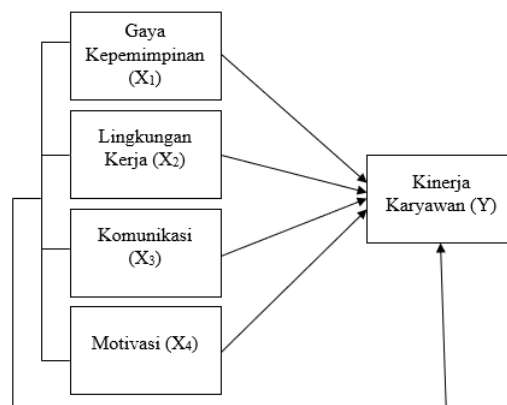 Gaya
Kepemimpinan
(X₁)
Lingkungan
Kerja (X₂)
Komunikasi
(X₃)
Motivasi (X₄)
Kinerja
Karyawan (Y)